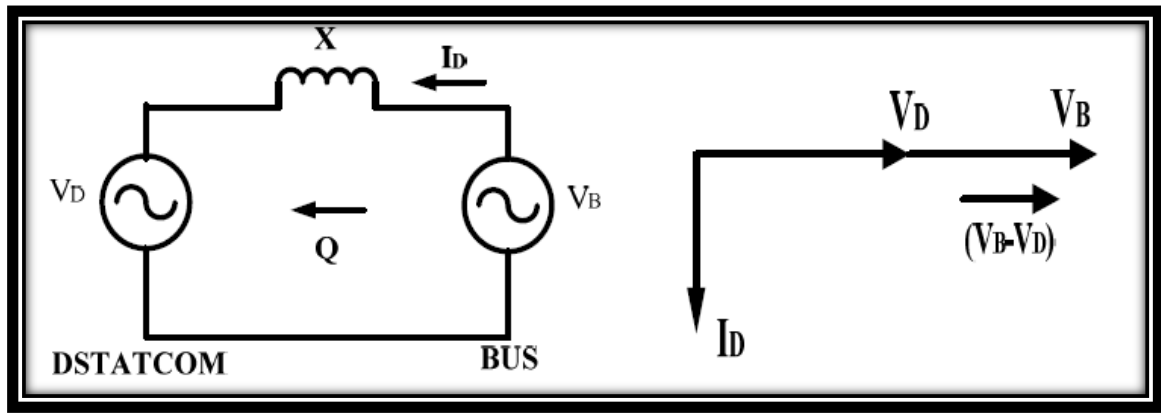 X
ID
VD
VB
Q
DSTATCOM
BUS
VD
VB
(VB-VD)
ID